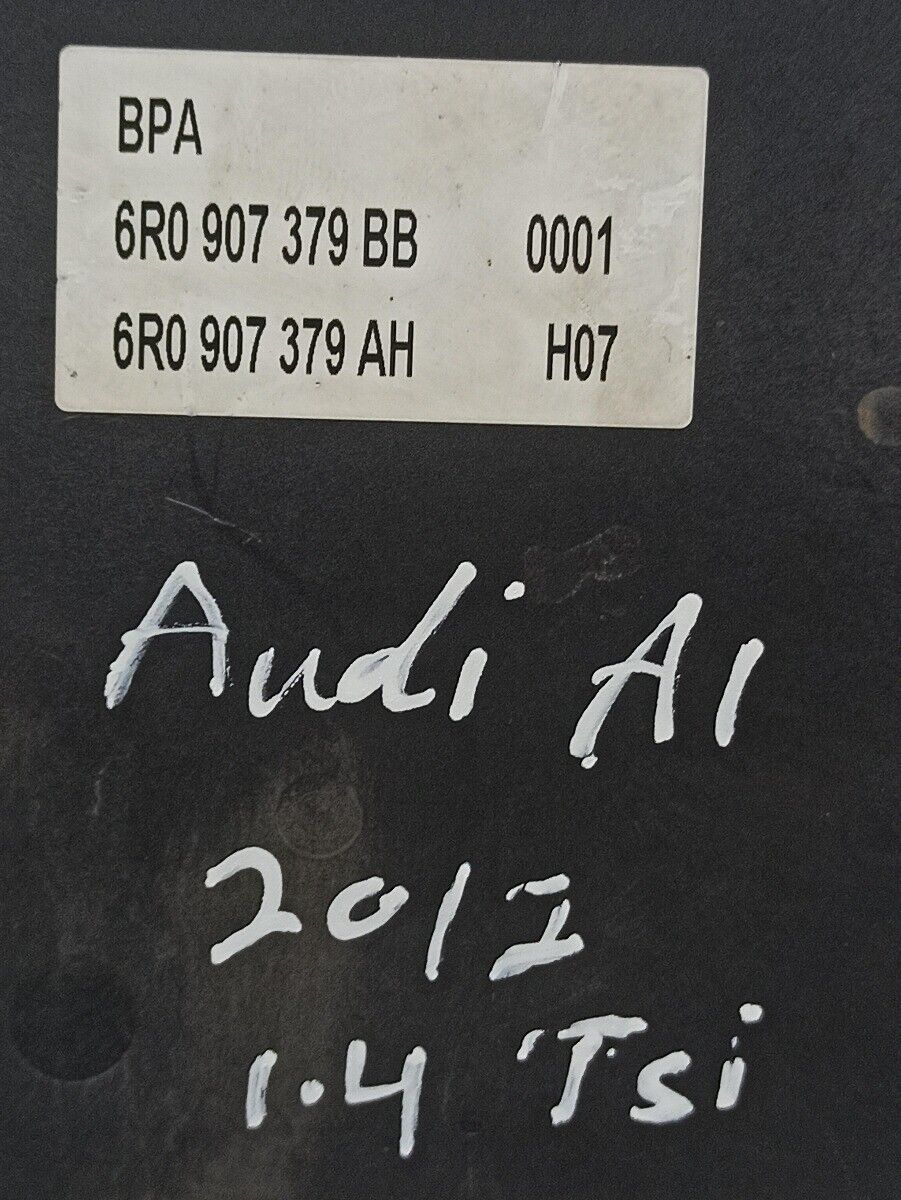 BPA
6R0 907 379 BB 0001
6R0 907 379 AH H07
Audi A1
2012
1.4 Tsi